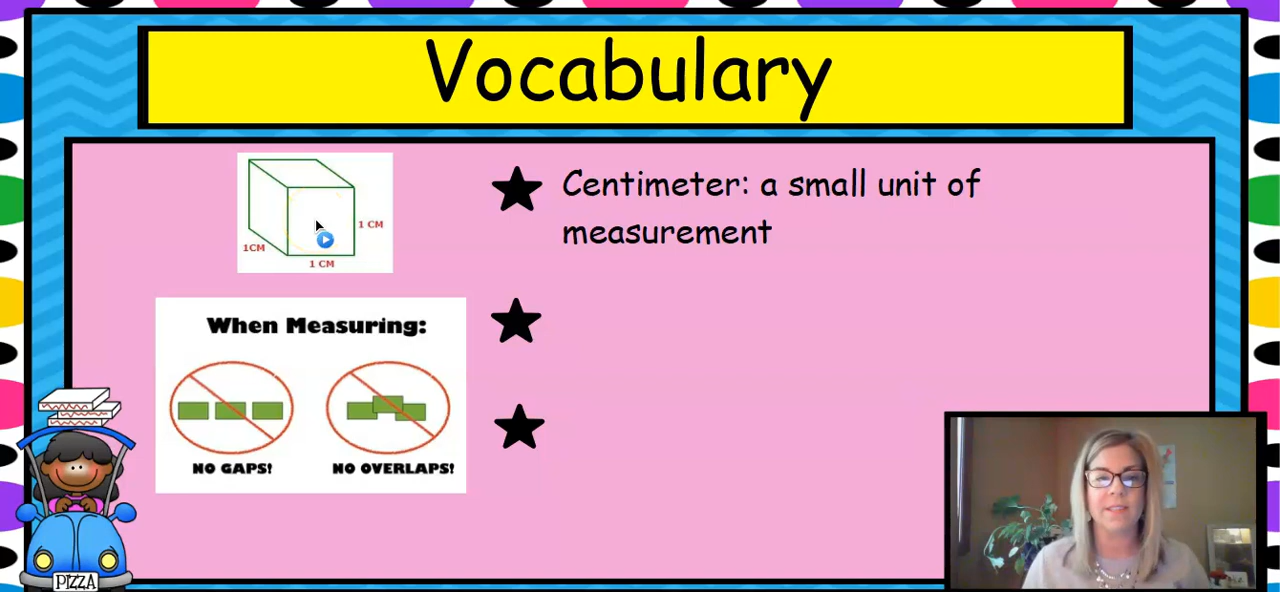 Vocabulary
1 CM
1CM
1 CM
Centimeter: a small unit of
measurement
When Measuring:
NO GAPS!
NO OVERLAPS!
PIZZA